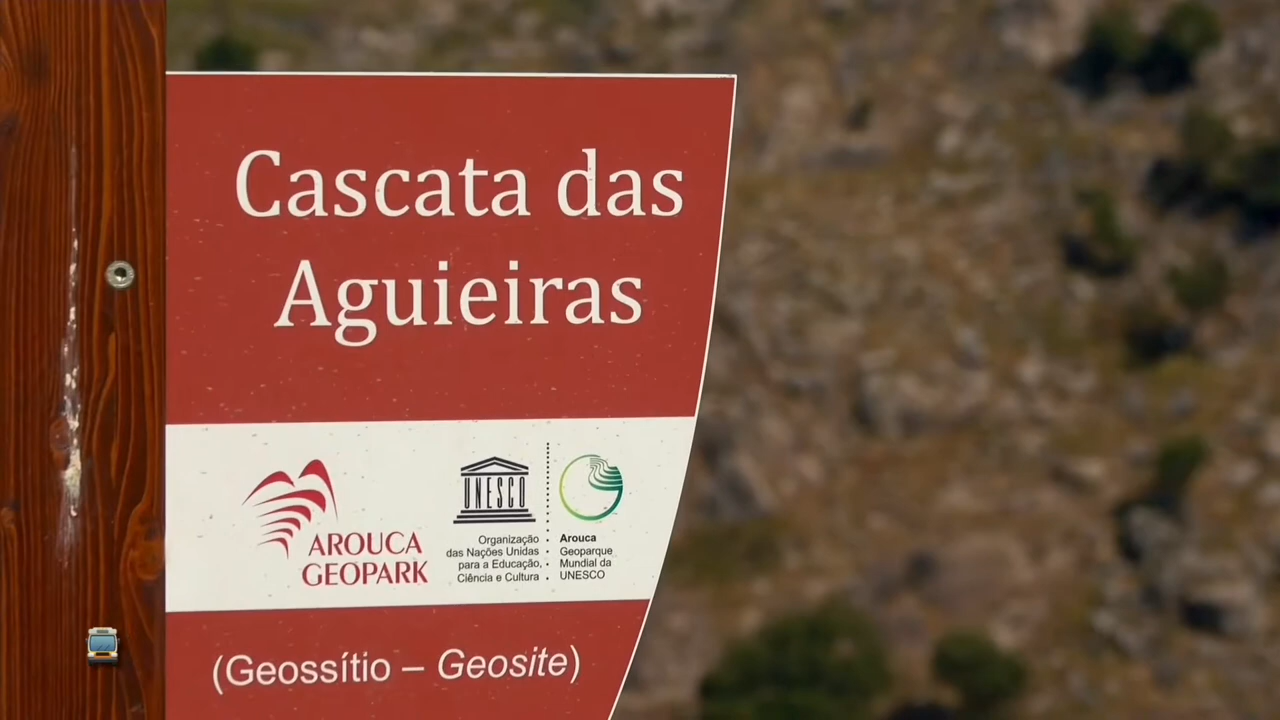 Cascata das
Aguieiras
AROUCA
GEOPARK
UNESCO
Organização
das Nações Unidas
para a Educação,
Ciência e Cultura
Arouca
Geoparque
Mundial da
UNESCO
(Geossítio – Geosite)